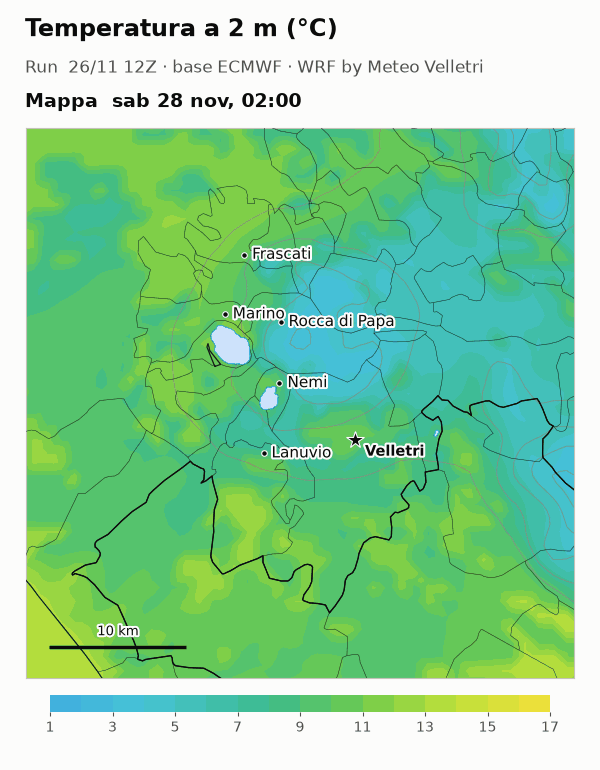 Temperatura a 2 m (°C)
Run  26/11 12Z · base ECMWF · WRF by Meteo Velletri
Mappa  sab 28 nov, 02:00
Frascati
Marino
Rocca di Papa
Nemi
Velletri
Lanuvio
10 km
1 3 5 7 9 11 13 15 17